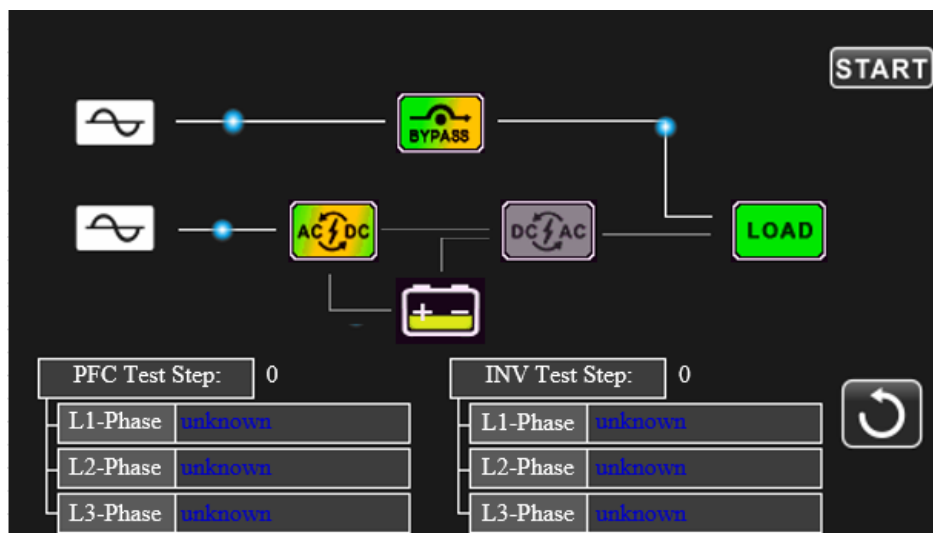 START
BYPASS
AC DC
DC AC
LOAD
+ -
PFC Test Step: 0
INV Test Step: 0
L1-Phase unknown
L1-Phase unknown
L2-Phase unknown
L2-Phase unknown
L3-Phase unknown
L3-Phase unknown